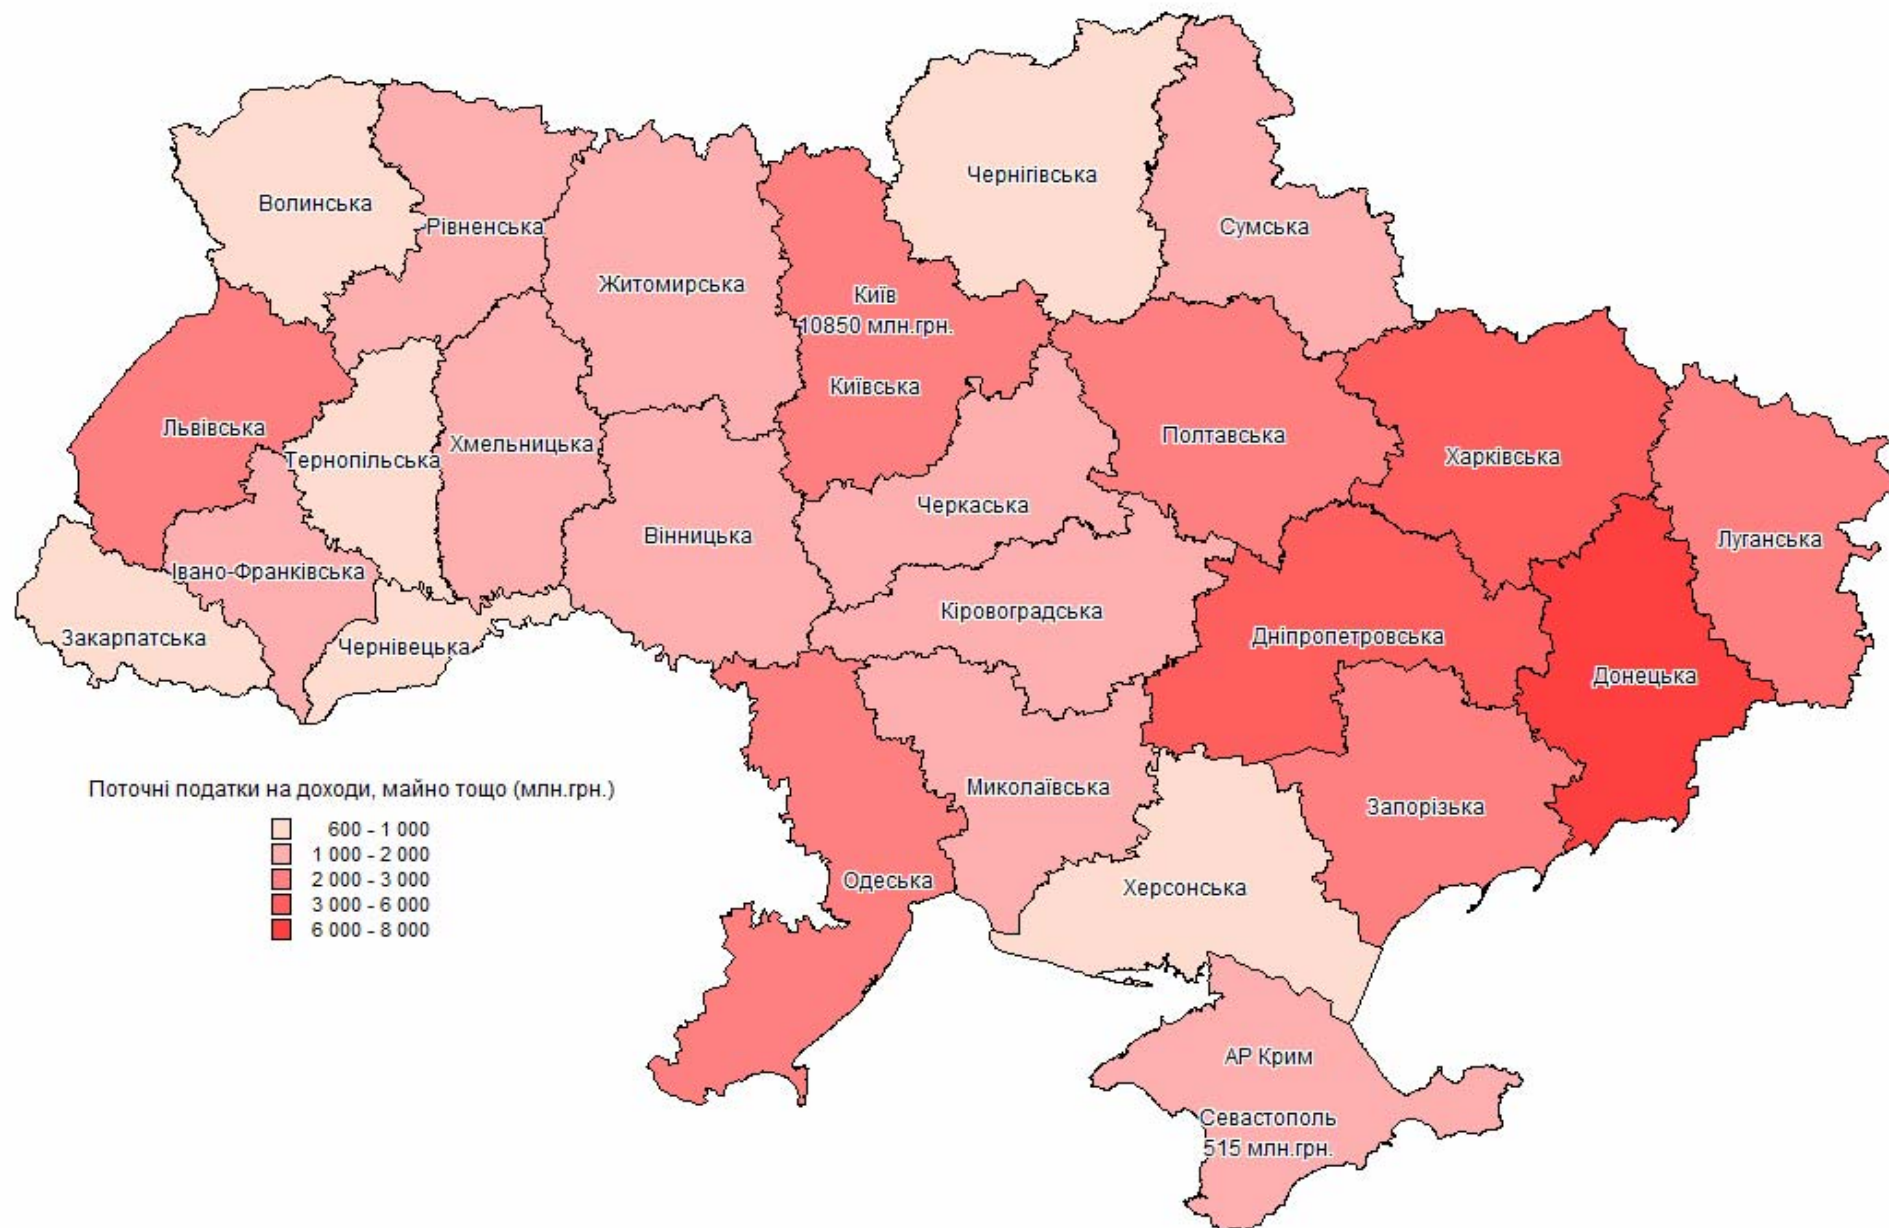 Чернігівська
Волинська
Рівненська
Сумська
Житомирська
Київ
10850 млн.грн.
Київська
Львівська
Тернопільська
Хмельницька
Полтавська
Харківська
Черкаська
Вінницька
Луганська
Івано-Франківська
Кіровоградська
Закарпатська
Чернівецька
Дніпропетровська
Донецька
Миколаївська
Запорізька
Одеська
Херсонська
Поточні податки на доходи, майно тощо (млн.грн.)
600 - 1 000
1 000 - 2 000
2 000 - 3 000
3 000 - 6 000
6 000 - 8 000
АР Крим
Севастополь
515 млн.грн.